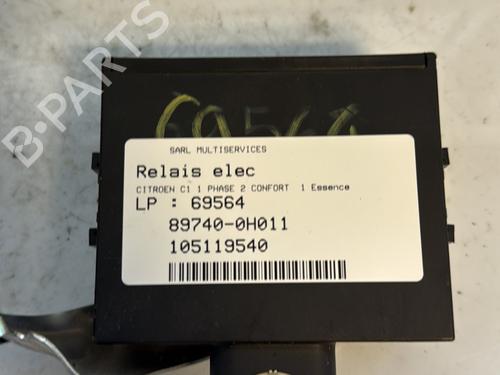 B-PARTS
69564
SARL MULTISERVICES
Relais elec
CITROEN C1 1 PHASE 2 CONFORT 1 Essence
LP : 69564
89740-0H011
105119540